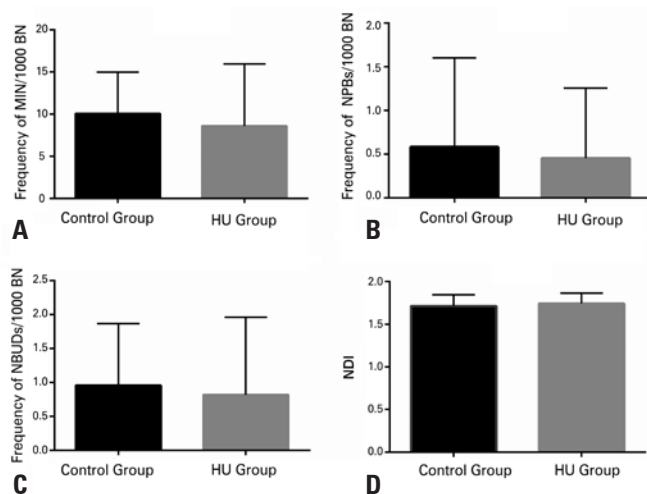 Frequency of MIN/1000 BN
20
15
10
5
0
Control Group
HU Group
A
Frequency of NPBs/1000 BN
2.0
1.5
1.0
0.5
0.0
Control Group
HU Group
B
Frequency of NBUDs/1000 BN
2.5
2.0
1.5
1.0
0.5
0.0
Control Group
HU Group
C
NDI
2.0
1.5
1.0
0.5
0.0
Control Group
HU Group
D